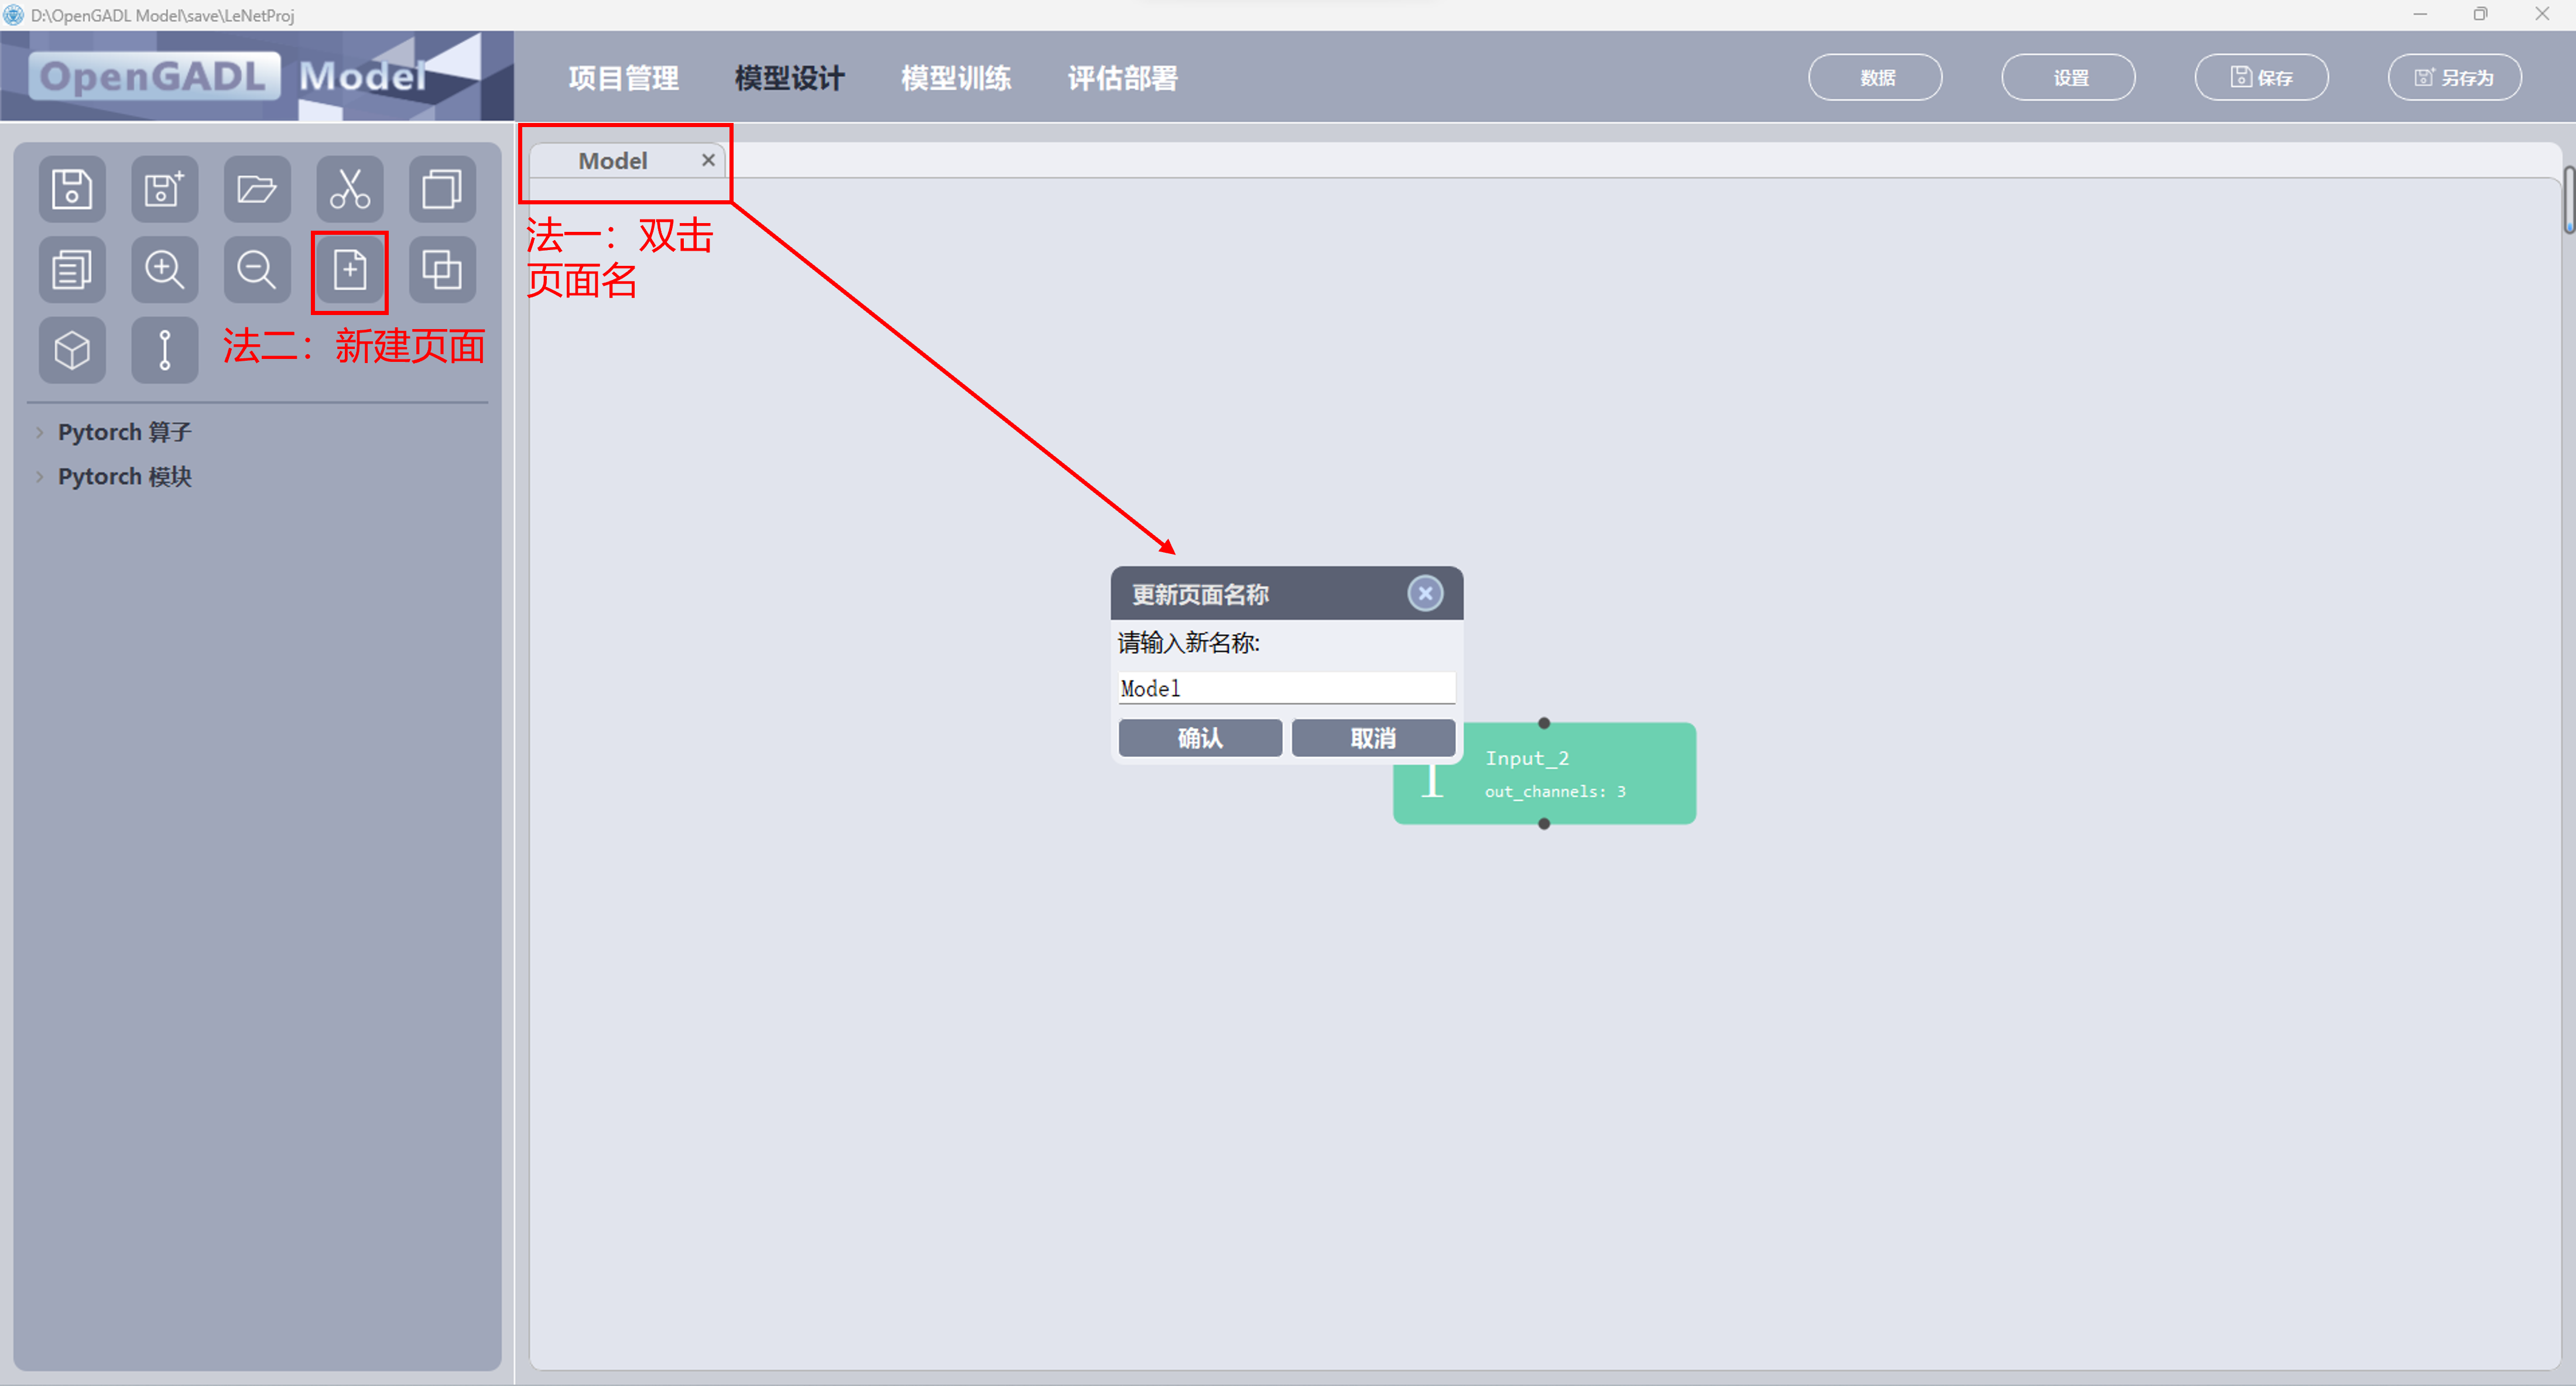 D:\OpenGADL Model\save\LeNetProj
OpenGADL Model
项目管理
模型设计
模型训练
评估部署
数据
设置
保存
另存为
Model
法一：双击
页面名
法二：新建页面
Pytorch 算子
Pytorch 模块
更新页面名称
请输入新名称:
Model
确认
取消
Input_2
out_channels: 3